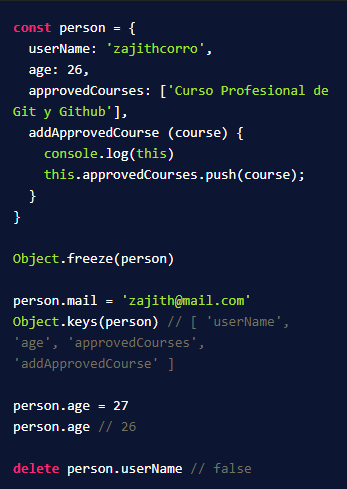 const person = {
  userName: 'zajithcorro',
  age: 26,
  approvedCourses: ['Curso Profesional de
Git y Github'],
  addApprovedCourse (course) {
    console.log(this)
    this.approvedCourses.push(course);
  }
}

Object.freeze(person)

person.mail = 'zajith@mail.com'
Object.keys(person) // [ 'userName',
'age', 'approvedCourses',
'addApprovedCourse' ]

person.age = 27
person.age // 26

delete person.userName // false